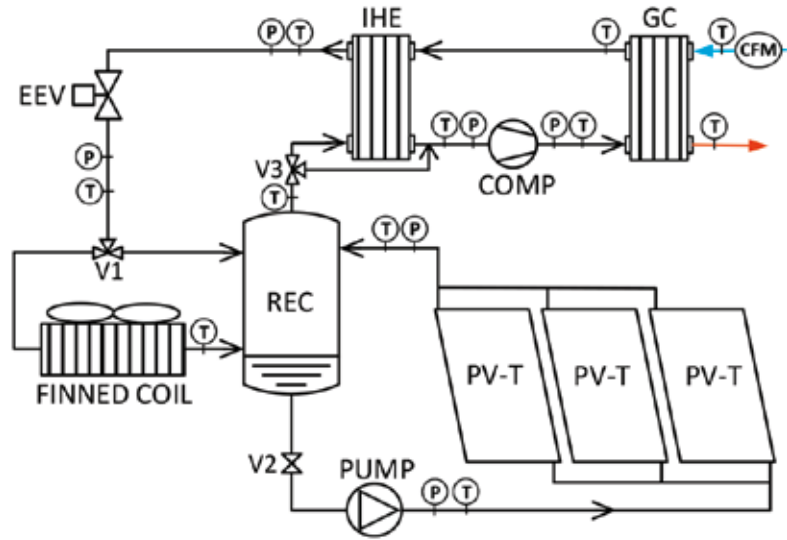 IHE
GC
P T
T
T
CFM
EEV
T P
P T
T
P
COMP
V3
T
T
T P
V1
REC
T
PV-T
PV-T
PV-T
FINNED COIL
V2
PUMP
P T